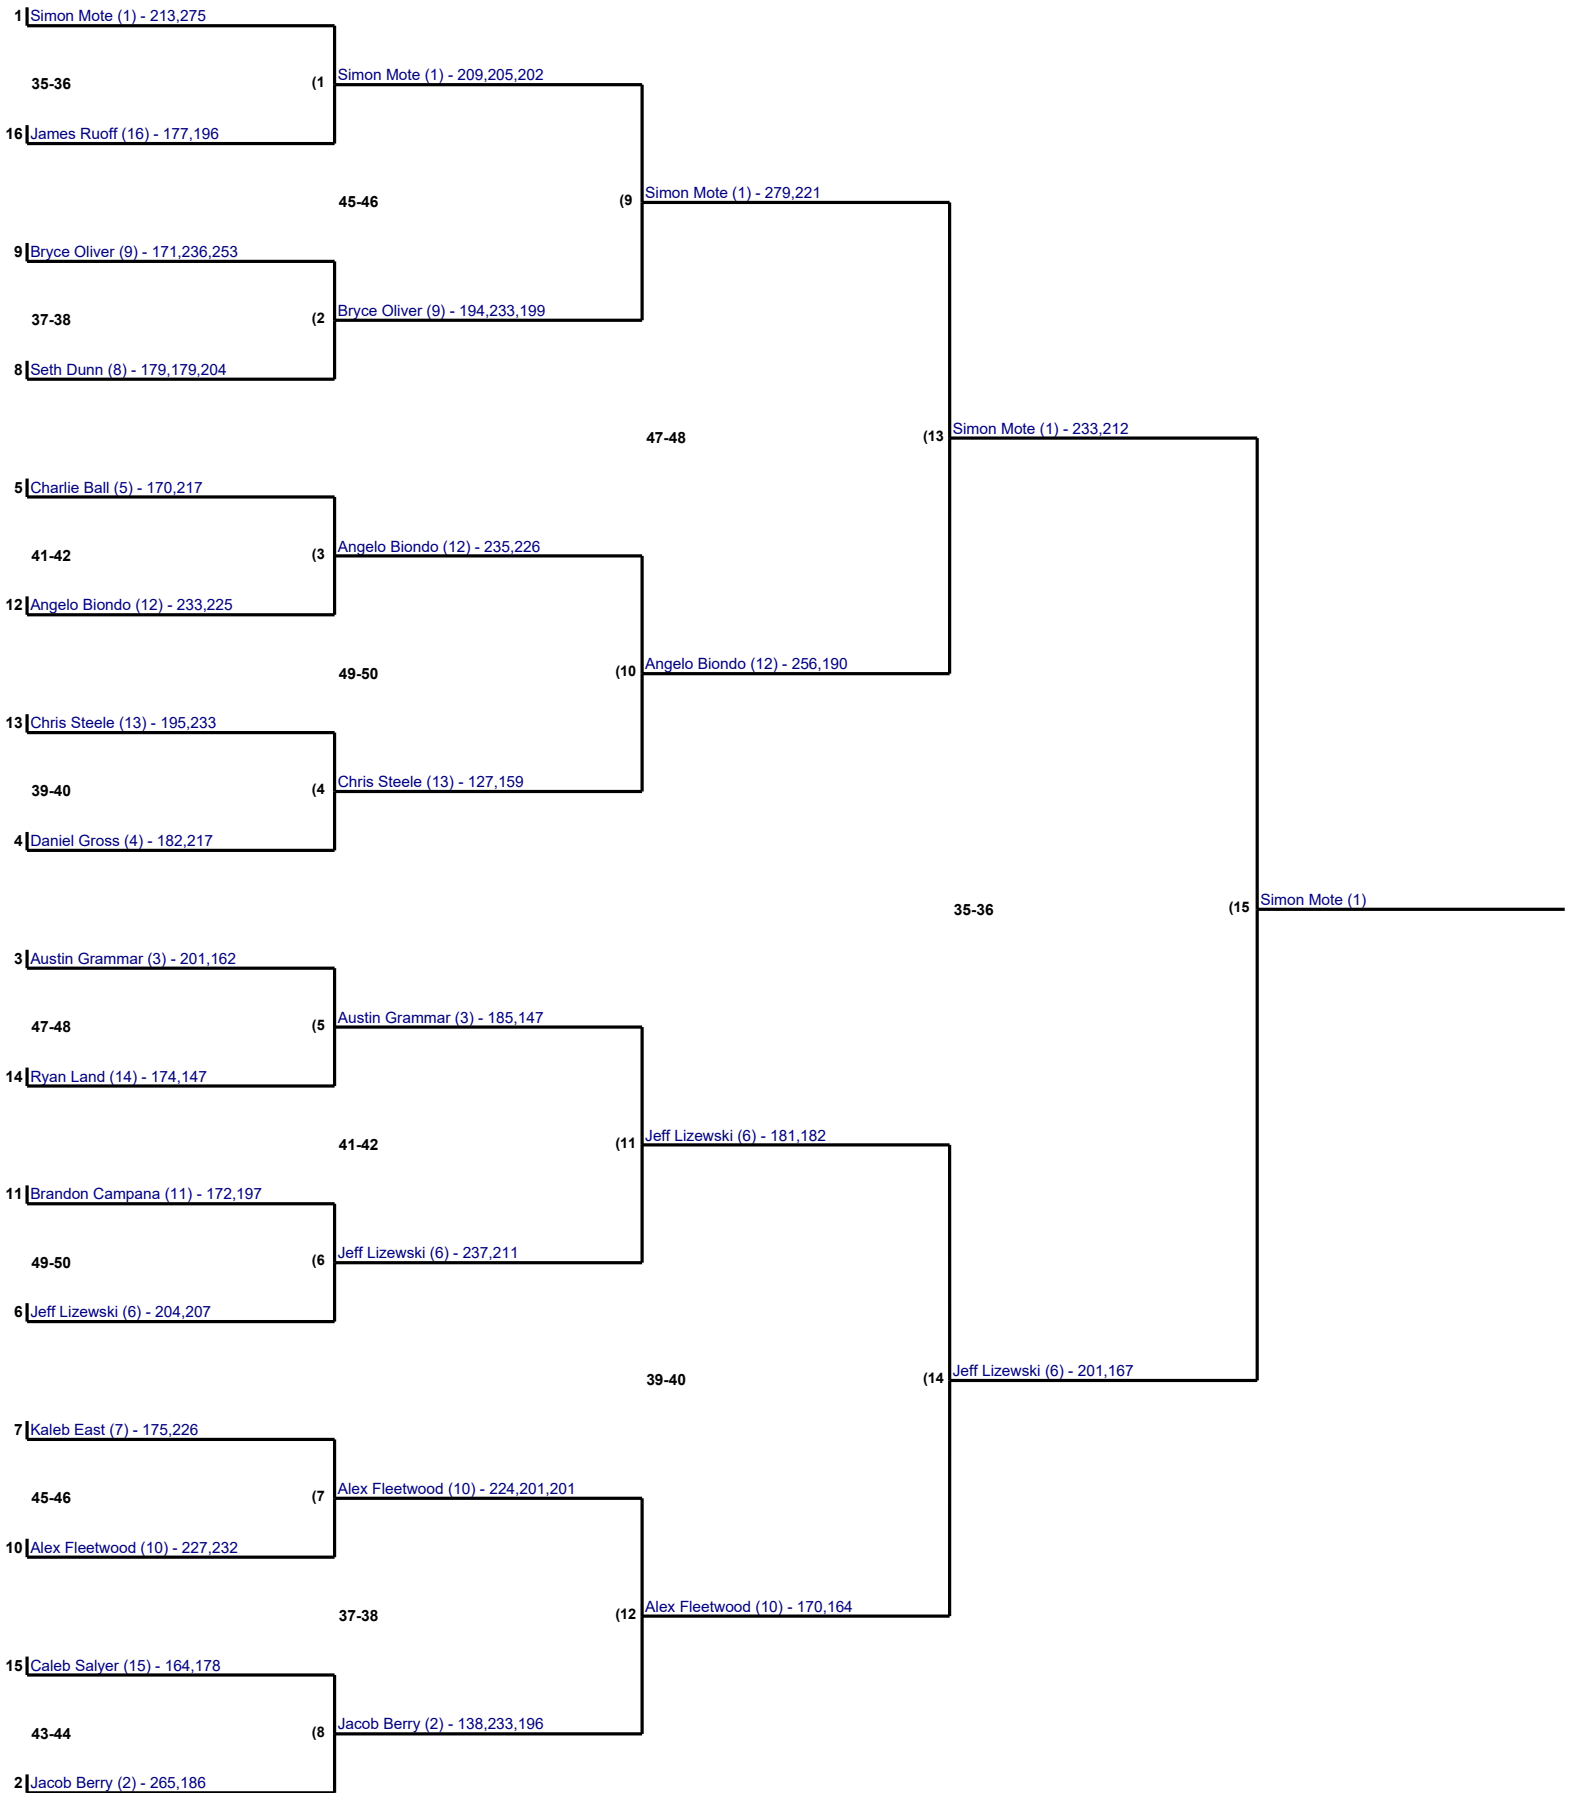 1 Simon Mote (1) - 213,275
Simon Mote (1) - 209,205,202
35-36 (1
16 James Ruoff (16) - 177,196
Simon Mote (1) - 279,221
45-46 (9
9 Bryce Oliver (9) - 171,236,253
Bryce Oliver (9) - 194,233,199
37-38 (2
8 Seth Dunn (8) - 179,179,204
Simon Mote (1) - 233,212
47-48 (13
5 Charlie Ball (5) - 170,217
Angelo Biondo (12) - 235,226
41-42 (3
12 Angelo Biondo (12) - 233,225
Angelo Biondo (12) - 256,190
49-50 (10
13 Chris Steele (13) - 195,233
Chris Steele (13) - 127,159
39-40 (4
4 Daniel Gross (4) - 182,217
Simon Mote (1)
35-36 (15
3 Austin Grammar (3) - 201,162
Austin Grammar (3) - 185,147
47-48 (5
14 Ryan Land (14) - 174,147
Jeff Lizewski (6) - 181,182
41-42 (11
11 Brandon Campana (11) - 172,197
Jeff Lizewski (6) - 237,211
49-50 (6
6 Jeff Lizewski (6) - 204,207
Jeff Lizewski (6) - 201,167
39-40 (14
7 Kaleb East (7) - 175,226
Alex Fleetwood (10) - 224,201,201
45-46 (7
10 Alex Fleetwood (10) - 227,232
Alex Fleetwood (10) - 170,164
37-38 (12
15 Caleb Salyer (15) - 164,178
Jacob Berry (2) - 138,233,196
43-44 (8
2 Jacob Berry (2) - 265,186